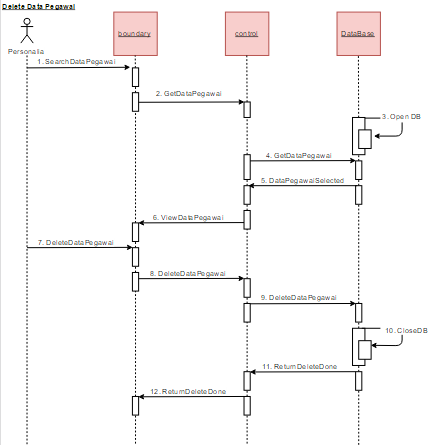 Delete Data Pegawai
boundary
control
DataBase
Personalia
1. SearchDataPegawai
2. GetDataPegawai
3. Open DB
4. GetDataPegawai
5. DataPegawaiSelected
6. ViewDataPegawai
7. DeleteDataPegawai
8. DeleteDataPegawai
9. DeleteDataPegawai
10. CloseDB
11. ReturnDeleteDone
12. ReturnDeleteDone